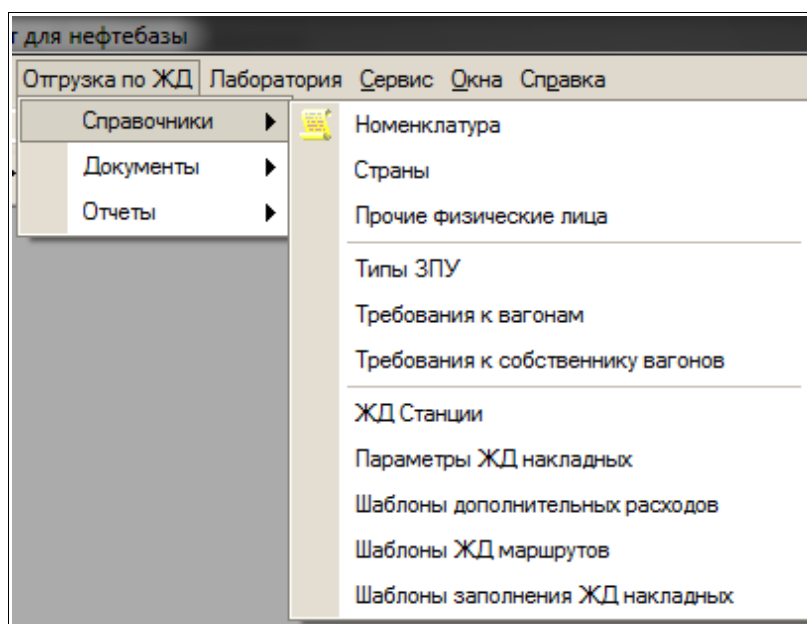 т для нефтебазы
Отгрузка по ЖД Лаборатория Сервис Окна Справка
Справочники
Номенклатура
Документы
Страны
Отчеты
Прочие физические лица
Типы ЗПУ
Требования к вагонам
Требования к собственнику вагонов
ЖД Станции
Параметры ЖД накладных
Шаблоны дополнительных расходов
Шаблоны ЖД маршрутов
Шаблоны заполнения ЖД накладных